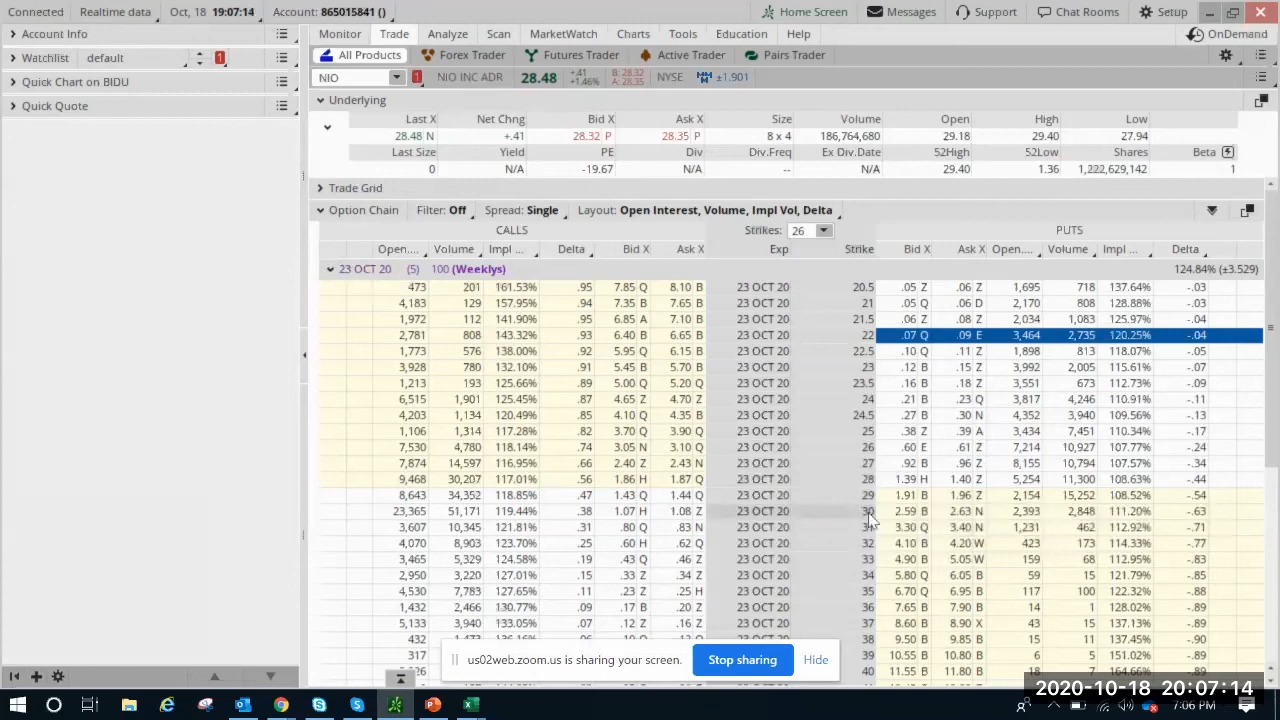 Connected Realtime data Oct, 18 19:07:14 Account: 865015841 () Home Screen Messages Support Chat Rooms Setup
Account Info
Watchlist default 1
Quick Chart on BIDU
Quick Quote
Monitor Trade Analyze Scan MarketWatch Charts Tools Education Help OnDemand
All Products Forex Trader Futures Trader Active Trader Pairs Trader
NIO 1 NIO INC ADR 28.48 +.41 +1.46% B: 28.32 A: 28.35 NYSE ±1.901
Underlying
Last X Net Chng Bid X Ask X Size Volume Open High Low
28.48 N +.41 28.32 P 28.35 P 8 x 4 186,764,680 29.18 29.40 27.94
Last Size Yield PE Div Div.Freq Ex Div.Date 52High 52Low Shares Beta
0 N/A -19.67 N/A -- N/A 29.40 1.36 1,222,629,142 1
Trade Grid
Option Chain Filter: Off Spread: Single Layout: Open Interest, Volume, Impl Vol, Delta
CALLS Strikes: 26 PUTS
Open... Volume Impl ... Delta Bid X Ask X Exp Strike Bid X Ask X Open... Volume Impl ... Delta
23 OCT 20 (5) 100 (Weeklys) 124.84% (±3.529)
473 201 161.53% .95 7.85 Q 8.10 B 23 OCT 20 20.5 .05 Z .06 Z 1,695 718 137.64% -.03
4,183 129 157.95% .94 7.35 B 7.65 B 23 OCT 20 21 .05 Q .06 D 2,170 808 128.88% -.03
1,972 112 141.90% .95 6.85 A 7.10 B 23 OCT 20 21.5 .06 Z .08 Z 2,034 1,083 125.97% -.04
2,781 808 143.32% .93 6.40 B 6.65 B 23 OCT 20 22 .07 Q .09 E 3,464 2,735 120.25% -.04
1,773 576 138.00% .92 5.95 Q 6.15 B 23 OCT 20 22.5 .10 Q .11 Z 1,898 813 118.07% -.05
3,928 780 132.10% .91 5.45 B 5.70 B 23 OCT 20 23 .12 B .15 Z 3,992 2,005 115.61% -.07
1,213 193 125.66% .89 5.00 Q 5.20 Q 23 OCT 20 23.5 .16 B .18 Z 3,551 673 112.73% -.09
6,515 1,901 125.45% .87 4.65 Z 4.70 Z 23 OCT 20 24 .21 B .23 Q 3,817 4,246 110.91% -.11
4,203 1,134 120.49% .85 4.10 Q 4.35 B 23 OCT 20 24.5 .27 B .30 N 4,352 3,940 109.56% -.13
1,106 1,314 117.28% .82 3.70 Q 3.90 Q 23 OCT 20 25 .38 Z .39 A 3,434 7,451 110.34% -.17
7,530 4,780 118.14% .74 3.05 N 3.10 Q 23 OCT 20 26 .60 E .61 Z 7,214 10,927 107.77% -.24
7,874 14,597 116.95% .66 2.40 Z 2.43 N 23 OCT 20 27 .92 B .96 Z 8,155 10,794 107.57% -.34
9,468 30,207 117.01% .56 1.86 H 1.87 Q 23 OCT 20 28 1.39 H 1.40 Z 5,254 11,300 108.63% -.44
8,643 34,352 118.85% .47 1.43 Q 1.44 Q 23 OCT 20 29 1.91 B 1.96 Z 2,154 15,252 108.52% -.54
23,365 51,171 119.44% .38 1.07 H 1.08 Z 23 OCT 20 30 2.59 B 2.63 N 2,393 2,848 111.20% -.63
3,607 10,345 121.81% .31 .80 Q .83 N 23 OCT 20 3.30 Q 3.40 N 1,231 462 112.92% -.71
4,070 8,903 123.70% .25 .60 H .62 Q 23 OCT 20 32 4.10 B 4.20 W 423 173 114.33% -.77
3,465 5,329 124.58% .19 .43 Q .46 Z 23 OCT 20 33 4.90 B 5.05 W 159 68 112.95% -.83
2,950 3,220 127.01% .15 .33 Z .34 Z 23 OCT 20 34 5.80 Q 6.05 B 59 15 121.79% -.85
4,530 7,783 127.65% .11 .23 Z .25 H 23 OCT 20 35 6.70 Q 6.95 B 117 100 122.32% -.88
1,432 2,466 130.77% .09 .17 B .20 Z 23 OCT 20 36 7.65 B 7.90 B 14 1 128.02% -.89
5,133 3,940 133.05% .07 .12 Z .16 Z 23 OCT 20 37 8.60 B 8.90 X 43 15 137.13% -.89
432 23 OCT 20 38 9.50 B 9.85 B 15 11 137.45% -.90
317 39 10.55 B 10.80 B 6 5 151.02% -.89
40 11.55 B 11.80 B 18 7 164.66% -.89
us02web.zoom.us is sharing your screen. Stop sharing Hide
2020-10-18 20:07:14
7:06 PM